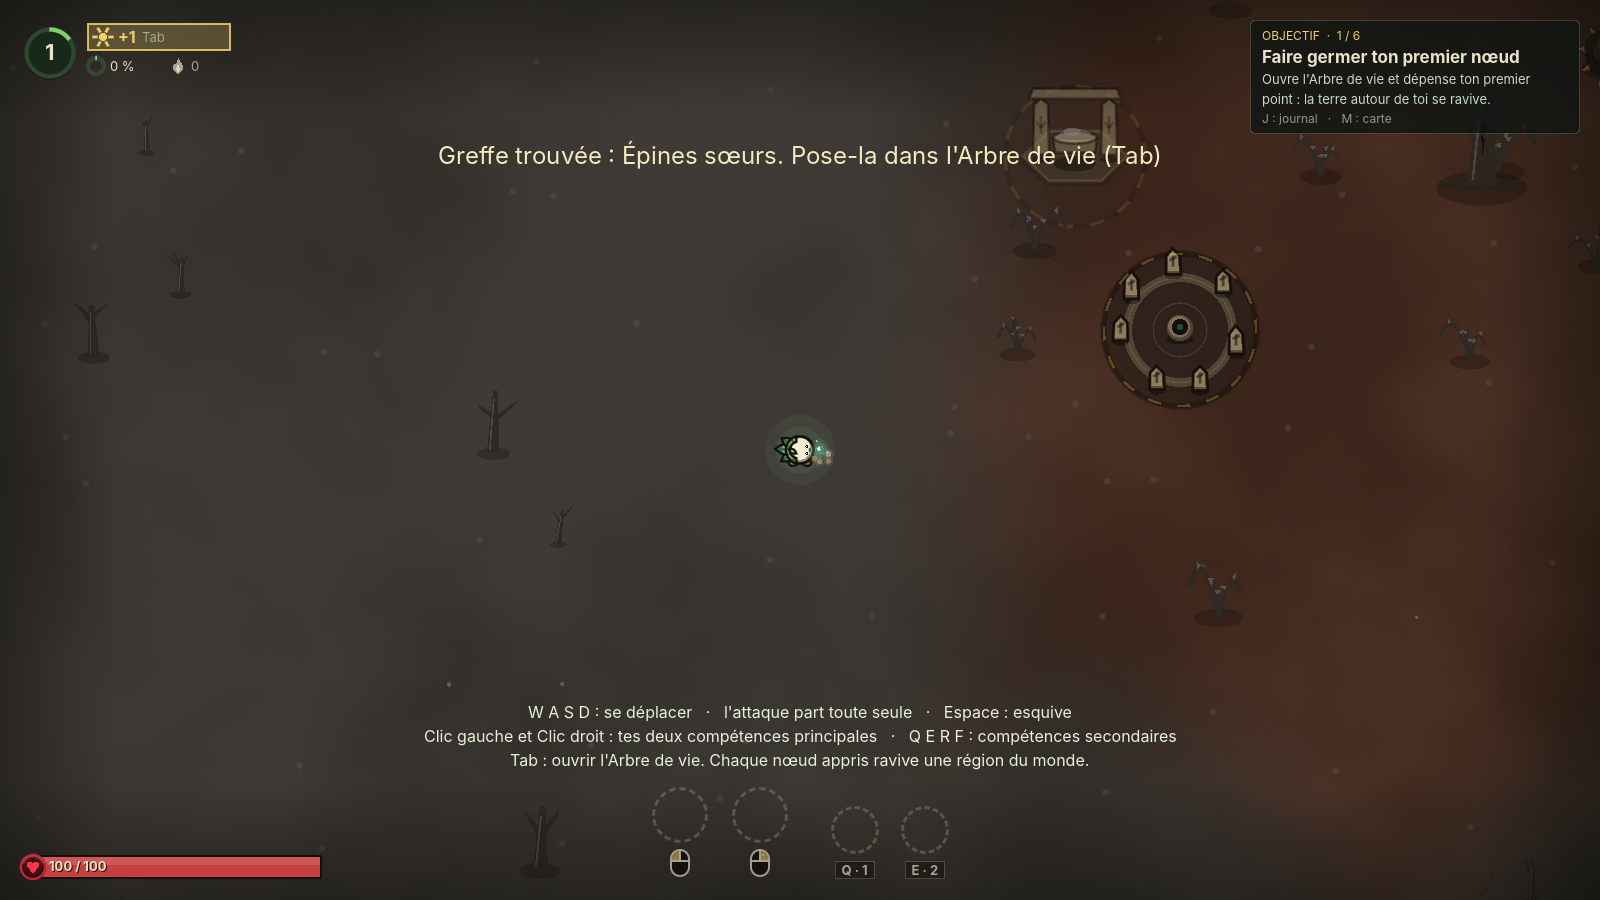 1
+1 Tab
0 % 0
OBJECTIF · 1 / 6
Faire germer ton premier nœud
Ouvre l'Arbre de vie et dépense ton premier
point : la terre autour de toi se ravive.
J : journal · M : carte
Greffe trouvée : Épines sœurs. Pose-la dans l'Arbre de vie (Tab)
W A S D : se déplacer · l'attaque part toute seule · Espace : esquive
Clic gauche et Clic droit : tes deux compétences principales · Q E R F : compétences secondaires
Tab : ouvrir l'Arbre de vie. Chaque nœud appris ravive une région du monde.
100 / 100
Q · 1 E · 2